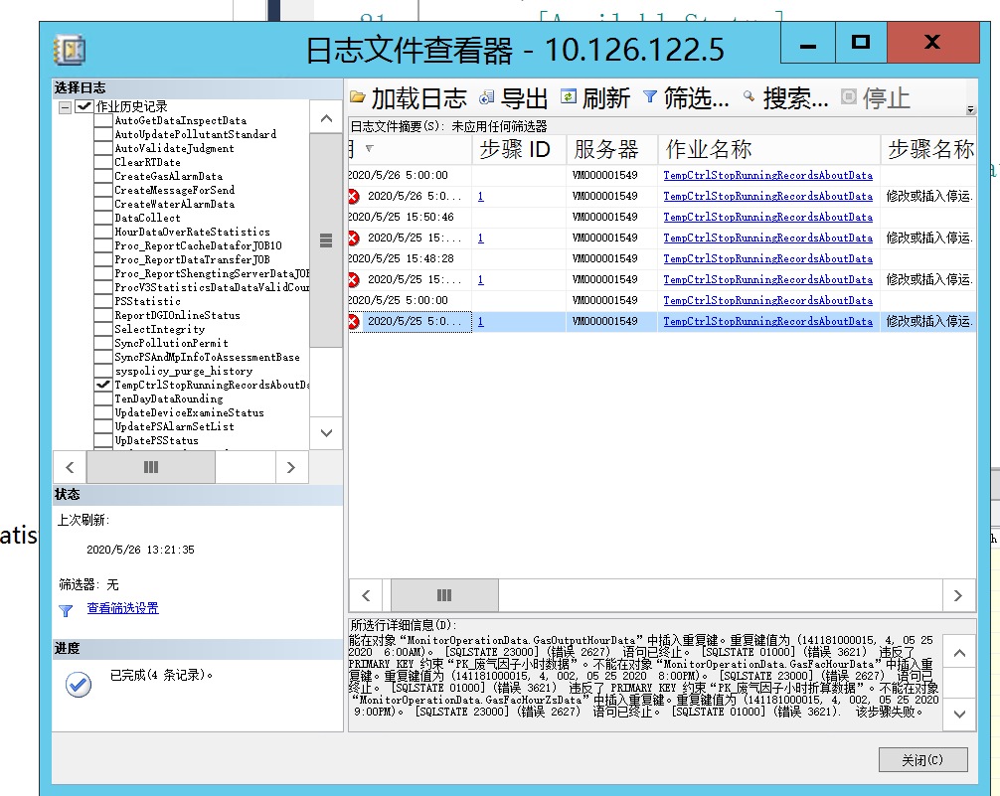 日志文件查看器 - 10.126.122.5
选择日志
作业历史记录
AutoGetDataInspectData
AutoUpdatePollutantStandard
AutoValidateJudgment
ClearRTDate
CreateGasAlarmData
CreateMessageForSend
CreateWaterAlarmData
DataCollect
HourDataOverRateStatistics
Proc_ReportCacheDataforJOB10
Proc_ReportDataTransferJOB
Proc_ReportShengtingServerDataJOB
ProcV3StatisticsDataDataValidCoun
PSStatistic
ReportDGIOnlineStatus
SelectIntegrity
SyncPollutionPermit
SyncPSAndMpInfoToAssessmentBase
syspolicy_purge_history
TempCtrlStopRunningRecordsAboutDa
TenDayDataRounding
UpdateDeviceExamineStatus
UpdatePSAlarmSetList
UpDatePSStatus
状态
上次刷新:
2020/5/26 13:21:35
筛选器: 无
查看筛选设置
进度
已完成(4 条记录)。
加载日志 导出 刷新 筛选... 搜索... 停止
日志文件摘要(S): 未应用任何筛选器
步骤 ID 服务器 作业名称 步骤名称
2020/5/26 5:00:00 VM000001549 TempCtrlStopRunningRecordsAboutData
2020/5/26 5:0... 1 VM000001549 TempCtrlStopRunningRecordsAboutData 修改或插入停运.
2020/5/25 15:50:46 VM000001549 TempCtrlStopRunningRecordsAboutData
2020/5/25 15:... 1 VM000001549 TempCtrlStopRunningRecordsAboutData 修改或插入停运.
2020/5/25 15:48:28 VM000001549 TempCtrlStopRunningRecordsAboutData
2020/5/25 15:... 1 VM000001549 TempCtrlStopRunningRecordsAboutData 修改或插入停运.
2020/5/25 5:00:00 VM000001549 TempCtrlStopRunningRecordsAboutData
2020/5/25 5:0... 1 VM000001549 TempCtrlStopRunningRecordsAboutData 修改或插入停运.
所选行详细信息(D):
能在对象“MonitorOperationData.GasOutputHourData”中插入重复键。重复键值为 (141181000015, 4, 05 25
2020  6:00AM)。 [SQLSTATE 23000] (错误 2627)  语句已终止。 [SQLSTATE 01000] (错误 3621)  违反了
PRIMARY KEY 约束“PK_废气因子小时数据”。不能在对象“MonitorOperationData.GasFacHourData”中插入重
复键。重复键值为 (141181000015, 4, 002, 05 25 2020  8:00PM)。 [SQLSTATE 23000] (错误 2627)  语句已
终止。 [SQLSTATE 01000] (错误 3621)  违反了 PRIMARY KEY 约束“PK_废气因子小时折算数据”。不能在对象
“MonitorOperationData.GasFacHourZsData”中插入重复键。重复键值为 (141181000015, 4, 002, 05 25 2020
9:00PM)。 [SQLSTATE 23000] (错误 2627)  语句已终止。 [SQLSTATE 01000] (错误 3621).  该步骤失败。
关闭(C)
atis